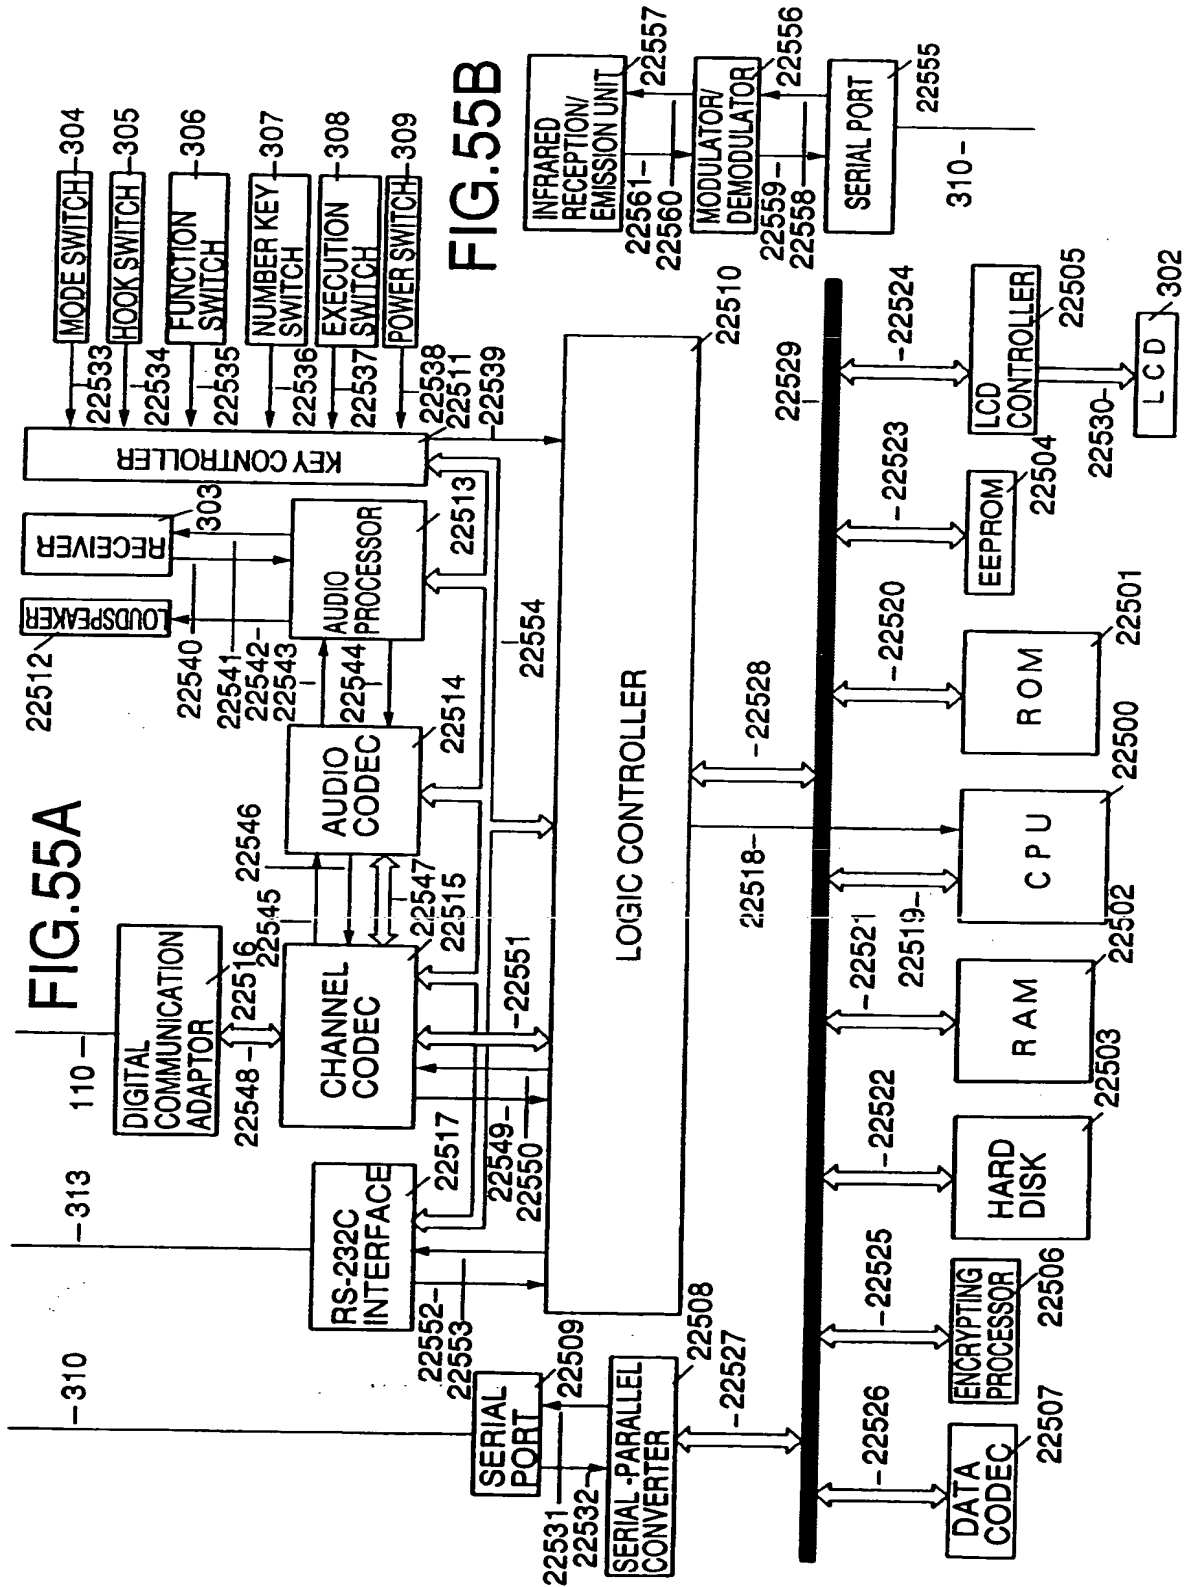 FIG.55A
310
313
110
DIGITAL
COMMUNICATION
ADAPTOR
22516
22548
22512
LOUDSPEAKER
RECEIVER
303
22540
22541
22542
22543
22544
KEY CONTROLLER
MODE SWITCH
304
HOOK SWITCH
305
FUNCTION
SWITCH
306
NUMBER KEY
SWITCH
307
EXECUTION
SWITCH
308
POWER SWITCH
309
22533
22534
22535
22536
22537
22538
22511
22539
RS-232C
INTERFACE
22517
CHANNEL
CODEC
22545
22546
22547
22515
AUDIO
CODEC
22514
AUDIO
PROCESSOR
22513
22554
22552
22553
22549
22550
22551
SERIAL
PORT
22509
22531
22532
SERIAL-PARALLEL
CONVERTER
22508
22527
LOGIC CONTROLLER
22510
22518
22528
22529
22526
22525
22522
22521
22519
22520
22523
22524
DATA
CODEC
22507
ENCRYPTING
PROCESSOR
22506
HARD
DISK
22503
RAM
22502
CPU
22500
ROM
22501
EEPROM
22504
LCD
CONTROLLER
22505
22530
LCD
302
FIG.55B
INFRARED
RECEPTION/
EMISSION UNIT
22557
22561
22560
MODULATOR/
DEMODULATOR
22556
22559
22558
SERIAL PORT
22555
310